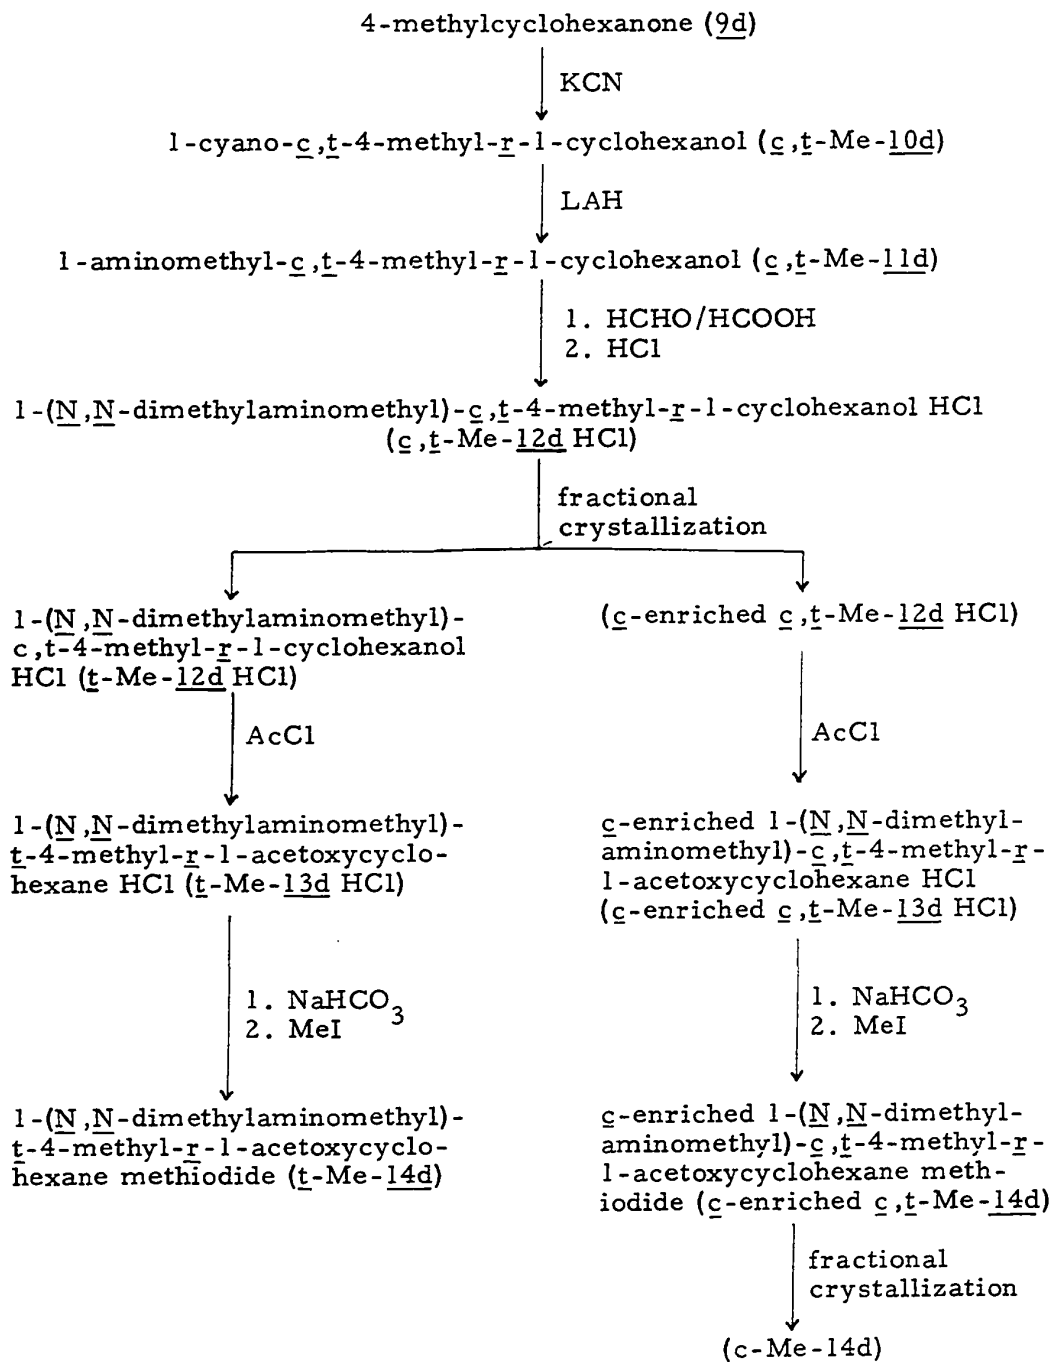 4-methylcyclohexanone (9d)
KCN
1-cyano-c,t-4-methyl-r-1-cyclohexanol (c,t-Me-10d)
LAH
1-aminomethyl-c,t-4-methyl-r-1-cyclohexanol (c,t-Me-11d)
1. HCHO/HCOOH
2. HCl
1-(N,N-dimethylaminomethyl)-c,t-4-methyl-r-1-cyclohexanol HCl
(c,t-Me-12d HCl)
fractional
crystallization
1-(N,N-dimethylaminomethyl)-
c,t-4-methyl-r-1-cyclohexanol
HCl (t-Me-12d HCl)
AcCl
1-(N,N-dimethylaminomethyl)-
t-4-methyl-r-1-acetoxycyclo-
hexane HCl (t-Me-13d HCl)
1. NaHCO3
2. MeI
1-(N,N-dimethylaminomethyl)-
t-4-methyl-r-1-acetoxycyclo-
hexane methiodide (t-Me-14d)
(c-enriched c,t-Me-12d HCl)
AcCl
c-enriched 1-(N,N-dimethyl-
aminomethyl)-c,t-4-methyl-r-
1-acetoxycyclohexane HCl
(c-enriched c,t-Me-13d HCl)
1. NaHCO3
2. MeI
c-enriched 1-(N,N-dimethyl-
aminomethyl)-c,t-4-methyl-r-
1-acetoxycyclohexane meth-
iodide (c-enriched c,t-Me-14d)
fractional
crystallization
(c-Me-14d)